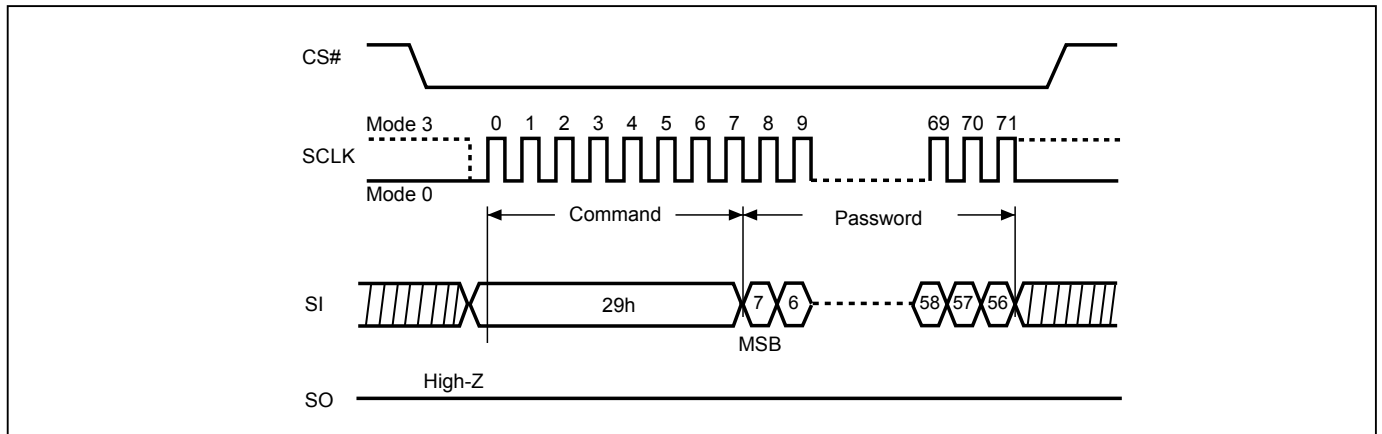 CS#
Mode 3
0 1 2 3 4 5 6 7 8 9 69 70 71
SCLK
Mode 0
Command Password
SI 29h 7 6 58 57 56
MSB
High-Z
SO